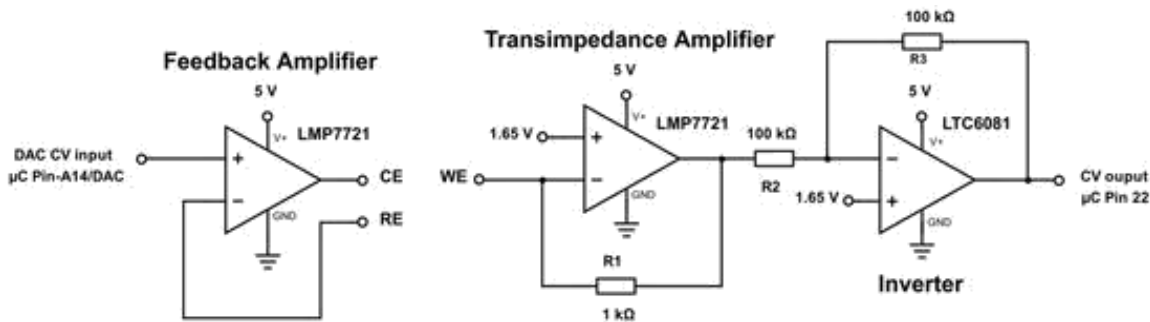 Feedback Amplifier
5 V
V+
LMP7721
DAC CV input
µC Pin-A14/DAC
+
−
GND
CE
RE
Transimpedance Amplifier
5 V
V+
LMP7721
1.65 V
+
WE
−
GND
R1
1 kΩ
100 kΩ
R2
100 kΩ
R3
5 V
V+
LTC6081
−
1.65 V
+
GND
CV ouput
µC Pin 22
Inverter